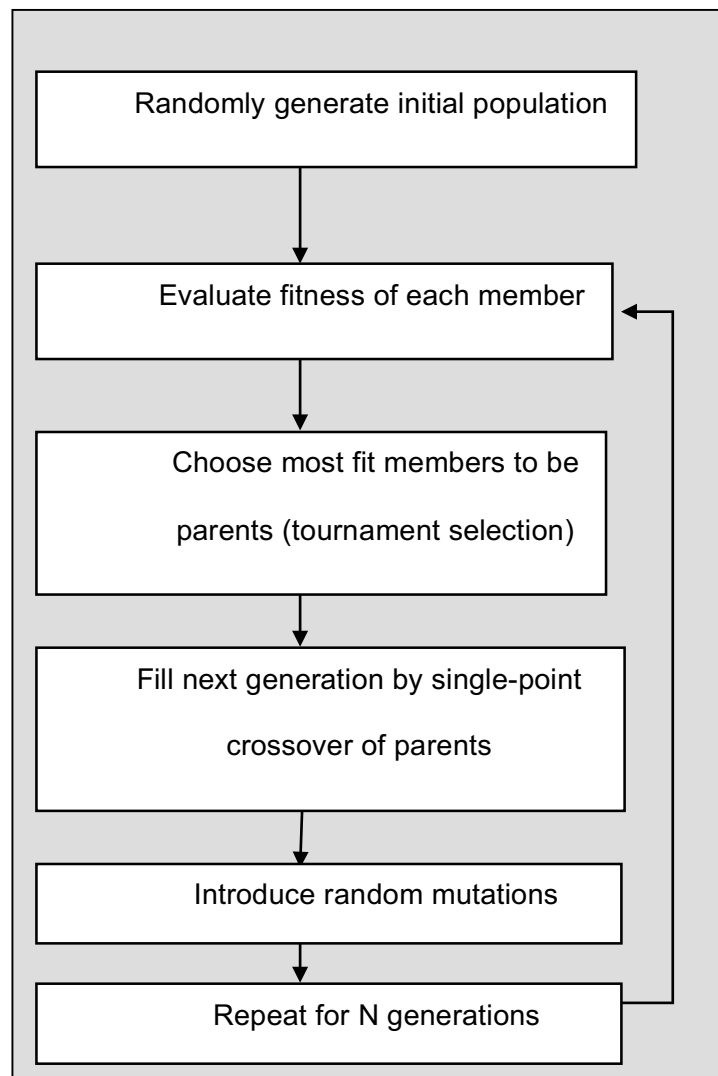 Randomly generate initial population
Evaluate fitness of each member
Choose most fit members to be
parents (tournament selection)
Fill next generation by single-point
crossover of parents
Introduce random mutations
Repeat for N generations